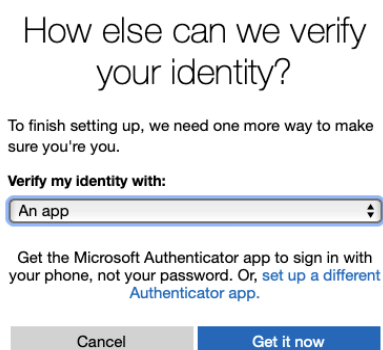 How else can we verify
your identity?
To finish setting up, we need one more way to make
sure you're you.
Verify my identity with:
An app
Get the Microsoft Authenticator app to sign in with
your phone, not your password. Or, set up a different
Authenticator app.
Cancel
Get it now